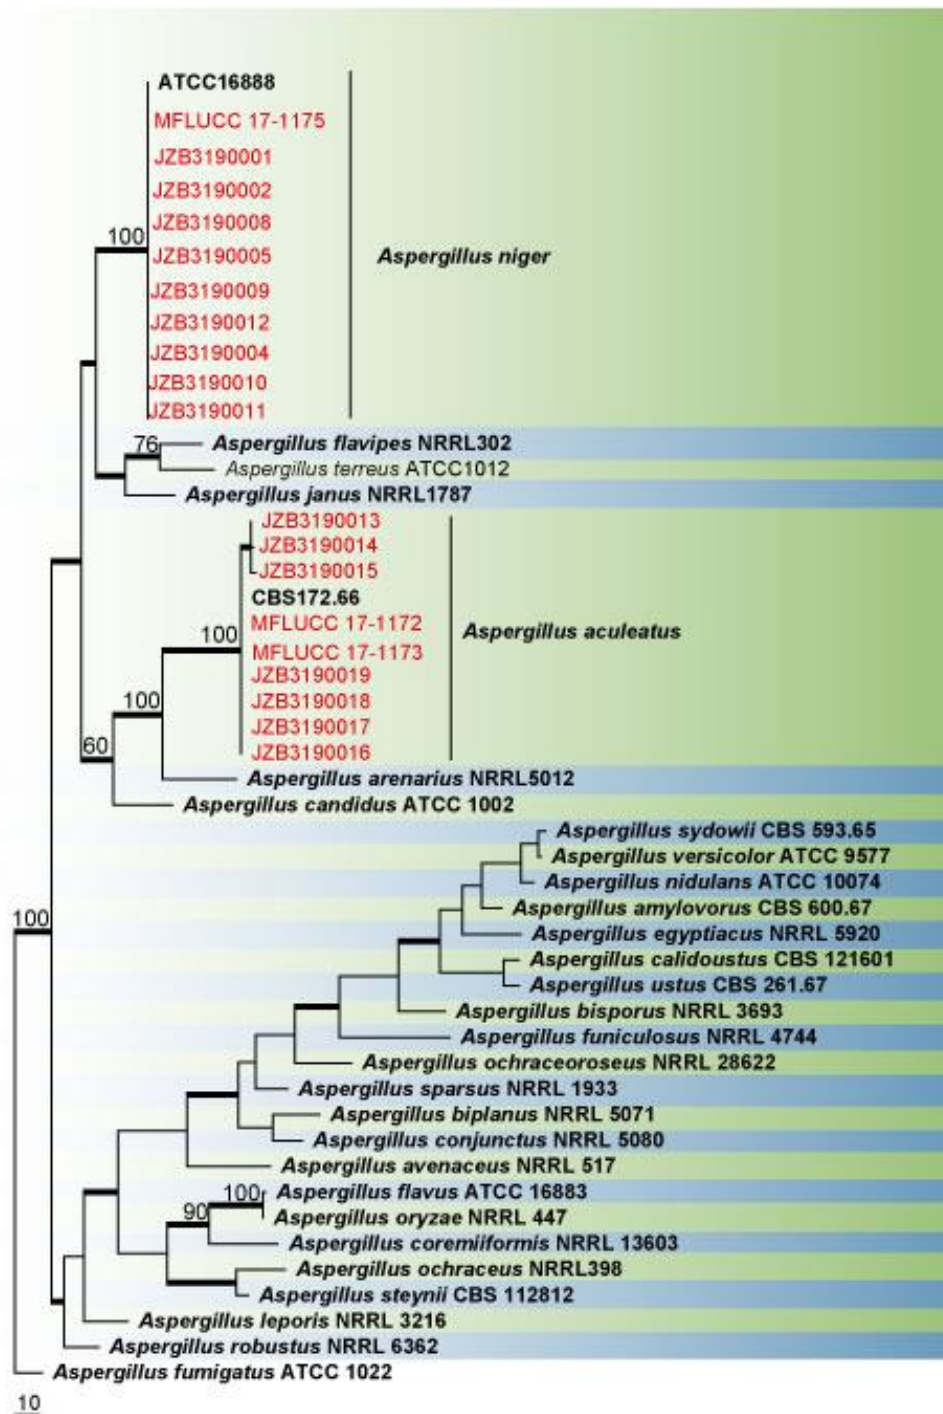 ATCC16888
MFLUCC 17-1175
JZB3190001
JZB3190002
JZB3190008
100
JZB3190005
Aspergillus niger
JZB3190009
JZB3190012
JZB3190004
JZB3190010
JZB3190011
76
Aspergillus flavipes NRRL302
Aspergillus terreus ATCC1012
Aspergillus janus NRRL1787
JZB3190013
JZB3190014
JZB3190015
CBS172.66
MFLUCC 17-1172
100
Aspergillus aculeatus
MFLUCC 17-1173
JZB3190019
100
JZB3190018
JZB3190017
60
JZB3190016
Aspergillus arenarius NRRL5012
Aspergillus candidus ATCC 1002
Aspergillus sydowii CBS 593.65
Aspergillus versicolor ATCC 9577
Aspergillus nidulans ATCC 10074
100
Aspergillus amylovorus CBS 600.67
Aspergillus egyptiacus NRRL 5920
Aspergillus calidoustus CBS 121601
Aspergillus ustus CBS 261.67
Aspergillus bisporus NRRL 3693
Aspergillus funiculosus NRRL 4744
Aspergillus ochraceoroseus NRRL 28622
Aspergillus sparsus NRRL 1933
Aspergillus biplanus NRRL 5071
Aspergillus conjunctus NRRL 5080
Aspergillus avenaceus NRRL 517
100
Aspergillus flavus ATCC 16883
90
Aspergillus oryzae NRRL 447
Aspergillus coremiiformis NRRL 13603
Aspergillus ochraceus NRRL398
Aspergillus steynii CBS 112812
Aspergillus leporis NRRL 3216
Aspergillus robustus NRRL 6362
Aspergillus fumigatus ATCC 1022
10